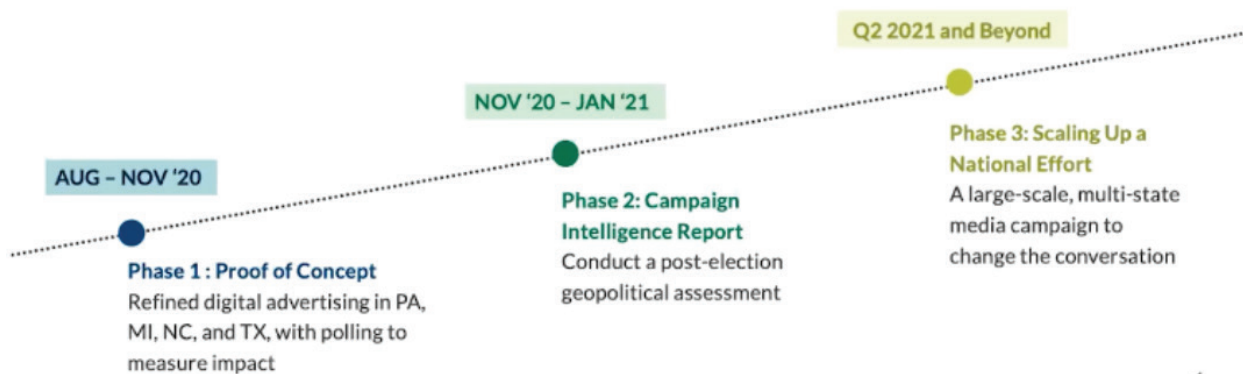 AUG – NOV ‘20
Phase 1 : Proof of Concept
Refined digital advertising in PA,
MI, NC, and TX, with polling to
measure impact
NOV ‘20 – JAN ‘21
Phase 2: Campaign
Intelligence Report
Conduct a post-election
geopolitical assessment
Q2 2021 and Beyond
Phase 3: Scaling Up a
National Effort
A large-scale, multi-state
media campaign to
change the conversation